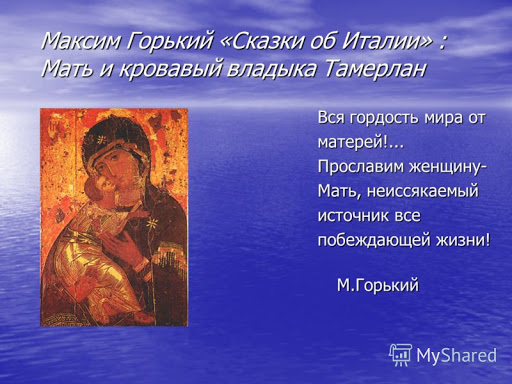 Максим Горький «Сказки об Италии» :
Мать и кровавый владыка Тамерлан
Вся гордость мира от
матерей!...
Прославим женщину-
Мать, неиссякаемый
источник все
побеждающей жизни!
М.Горький
MyShared